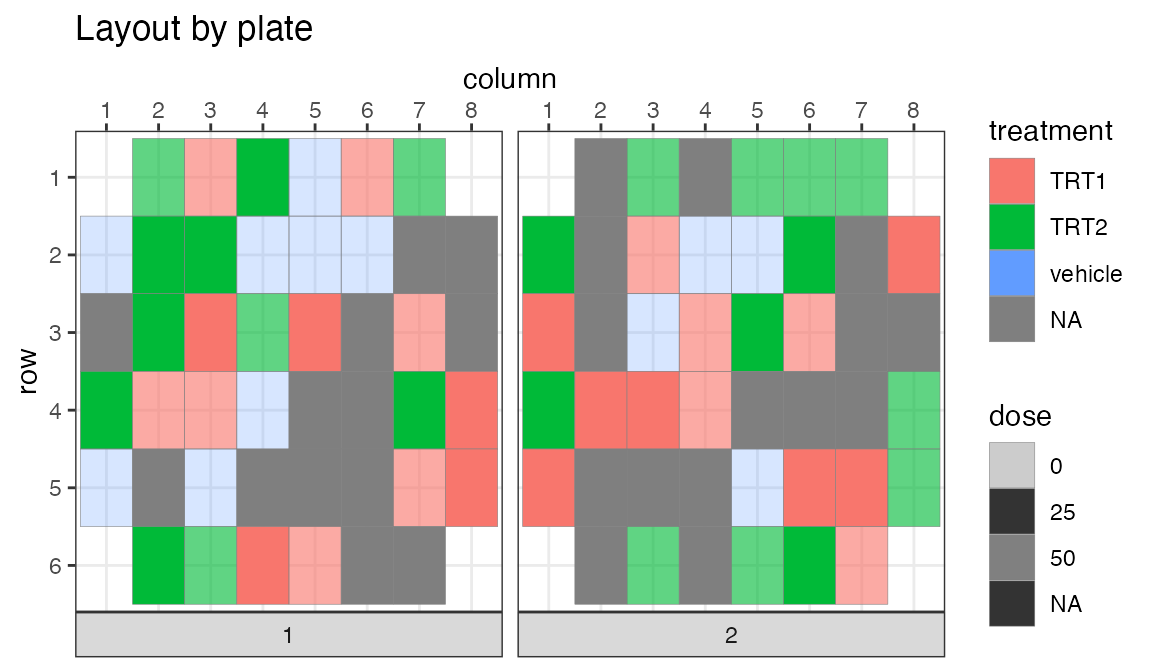 Layout by plate
column
1 2 3 4 5 6 7 8 1 2 3 4 5 6 7 8
row
1
2
3
4
5
6
1 2
treatment
TRT1
TRT2
vehicle
NA
dose
0
25
50
NA